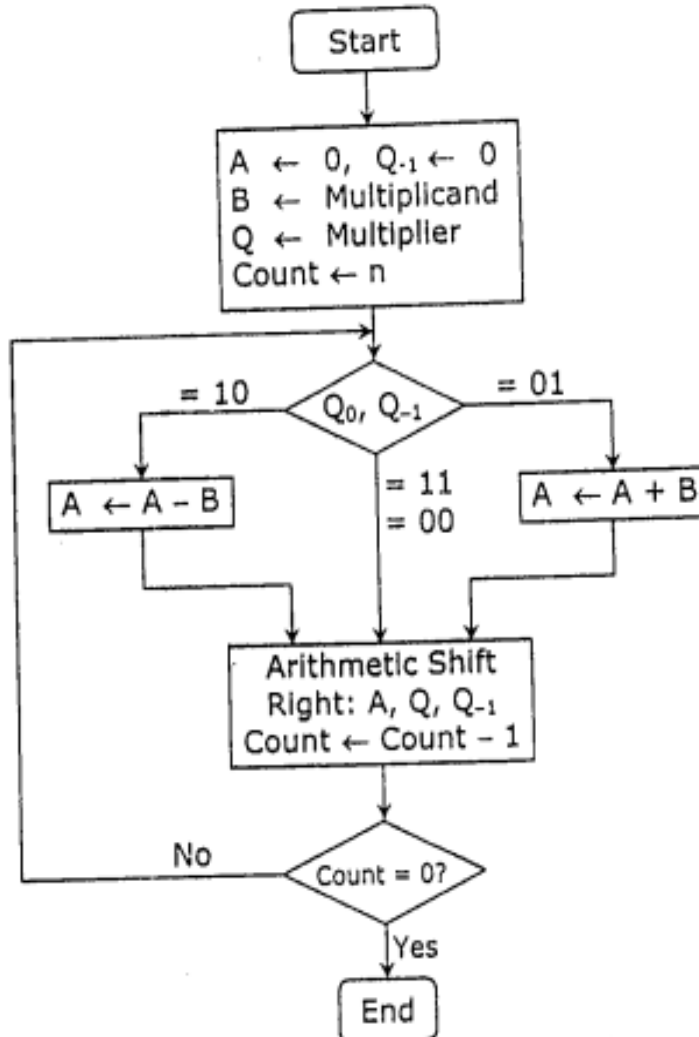 Start
A ← 0, Q₋₁ ← 0
B ← Multiplicand
Q ← Multiplier
Count ← n
= 10
Q₀, Q₋₁
= 01
A ← A – B
= 11
= 00
A ← A + B
Arithmetic Shift
Right: A, Q, Q₋₁
Count ← Count – 1
No
Count = 0?
Yes
End